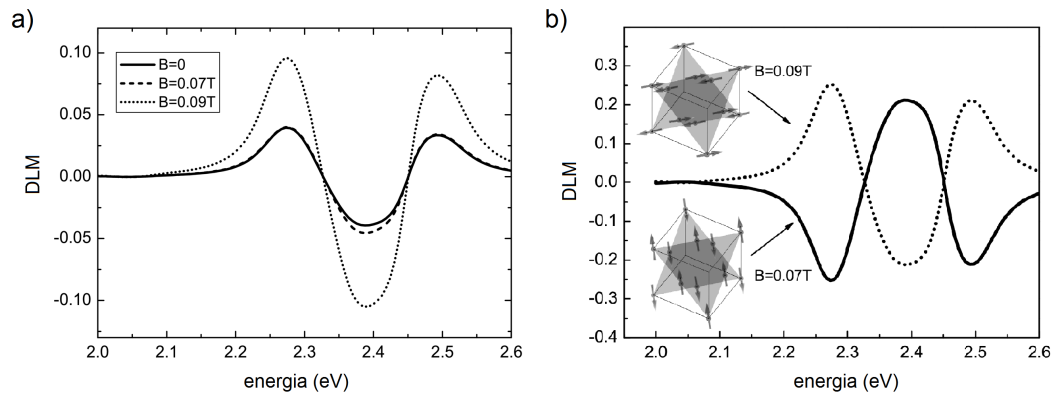 a)
DLM
0.10
0.05
0.00
-0.05
-0.10
B=0
B=0.07T
B=0.09T
2.0 2.1 2.2 2.3 2.4 2.5 2.6
energia (eV)
b)
DLM
0.3
0.2
0.1
0.0
-0.1
-0.2
-0.3
-0.4
B=0.09T
B=0.07T
2.0 2.1 2.2 2.3 2.4 2.5 2.6
energia (eV)